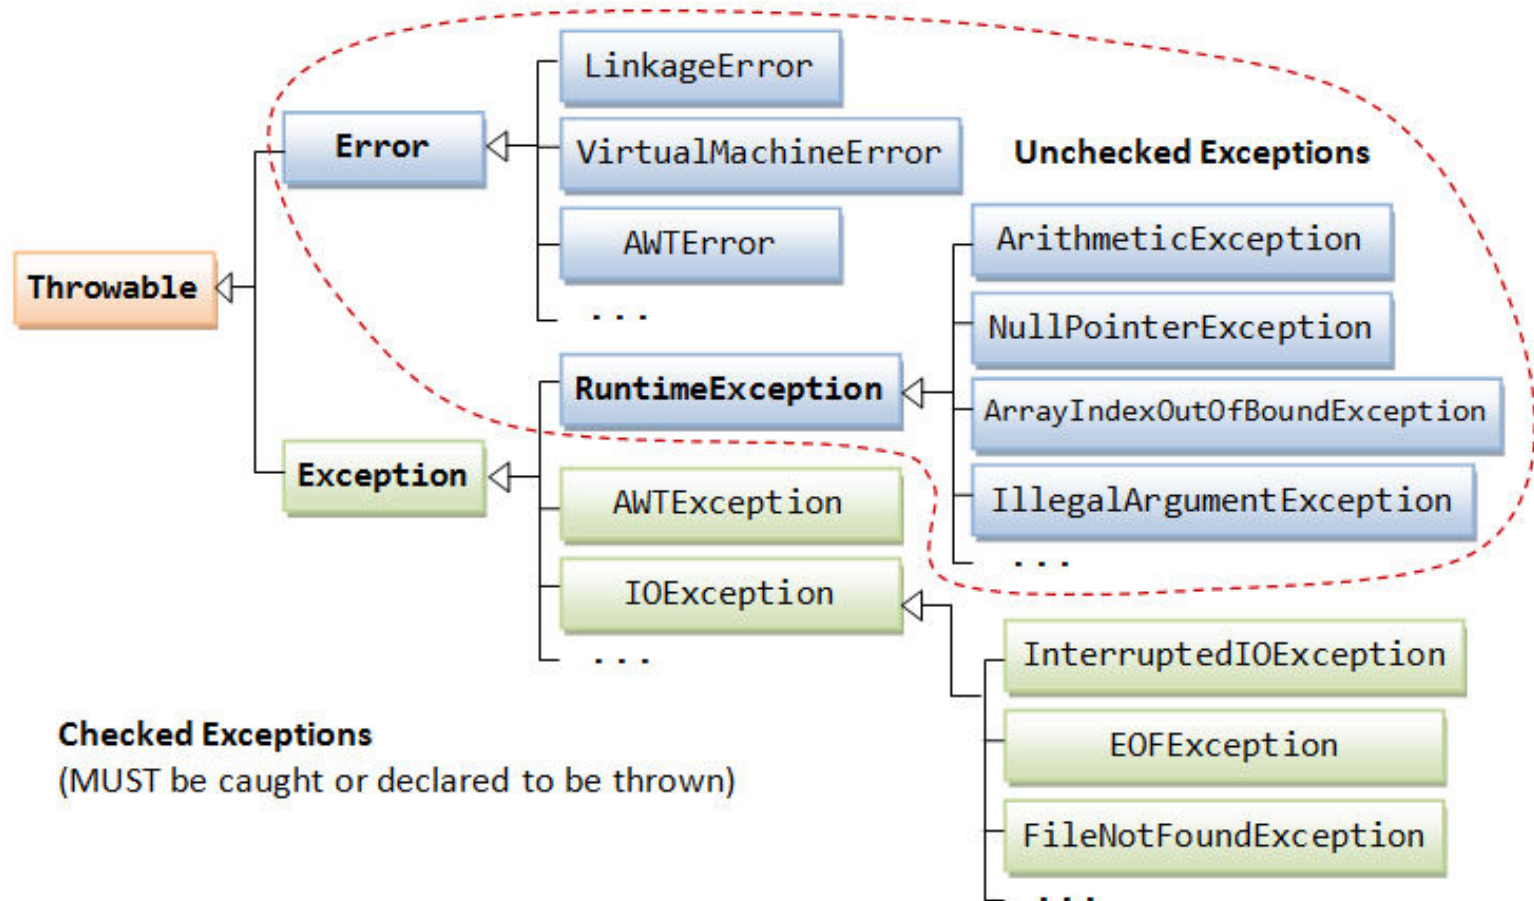 LinkageError
Error
VirtualMachineError
Unchecked Exceptions
AWTError
ArithmeticException
Throwable
...
NullPointerException
RuntimeException
ArrayIndexOutOfBoundException
Exception
AWTException
IllegalArgumentException
...
IOException
...
InterruptedIOException
Checked Exceptions
(MUST be caught or declared to be thrown)
EOFException
FileNotFoundException
...